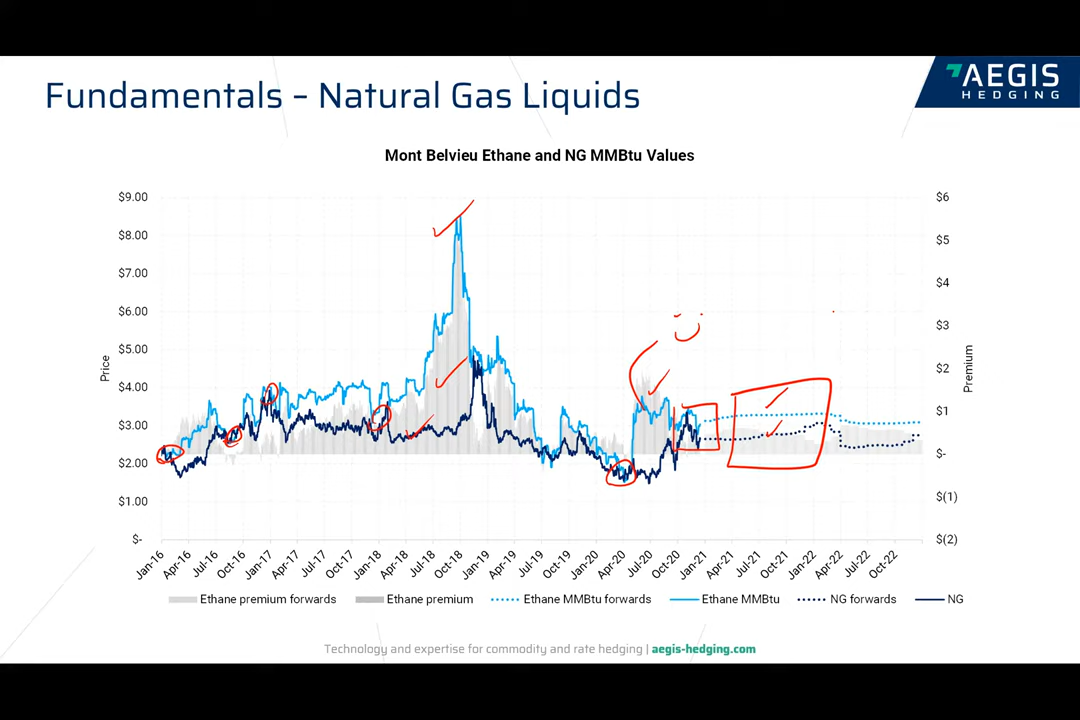 Fundamentals – Natural Gas Liquids
AEGIS
HEDGING
Mont Belvieu Ethane and NG MMBtu Values
$9.00
$8.00
$7.00
$6.00
$5.00
$4.00
$3.00
$2.00
$1.00
$-
Price
$6
$5
$4
$3
$2
$1
$-
$(1)
$(2)
Premium
Jan-16 Apr-16 Jul-16 Oct-16 Jan-17 Apr-17 Jul-17 Oct-17 Jan-18 Apr-18 Jul-18 Oct-18 Jan-19 Apr-19 Jul-19 Oct-19 Jan-20 Apr-20 Jul-20 Oct-20 Jan-21 Apr-21 Jul-21 Oct-21 Jan-22 Apr-22 Jul-22 Oct-22
Ethane premium forwards Ethane premium Ethane MMBtu forwards Ethane MMBtu NG forwards NG
Technology and expertise for commodity and rate hedging | aegis-hedging.com